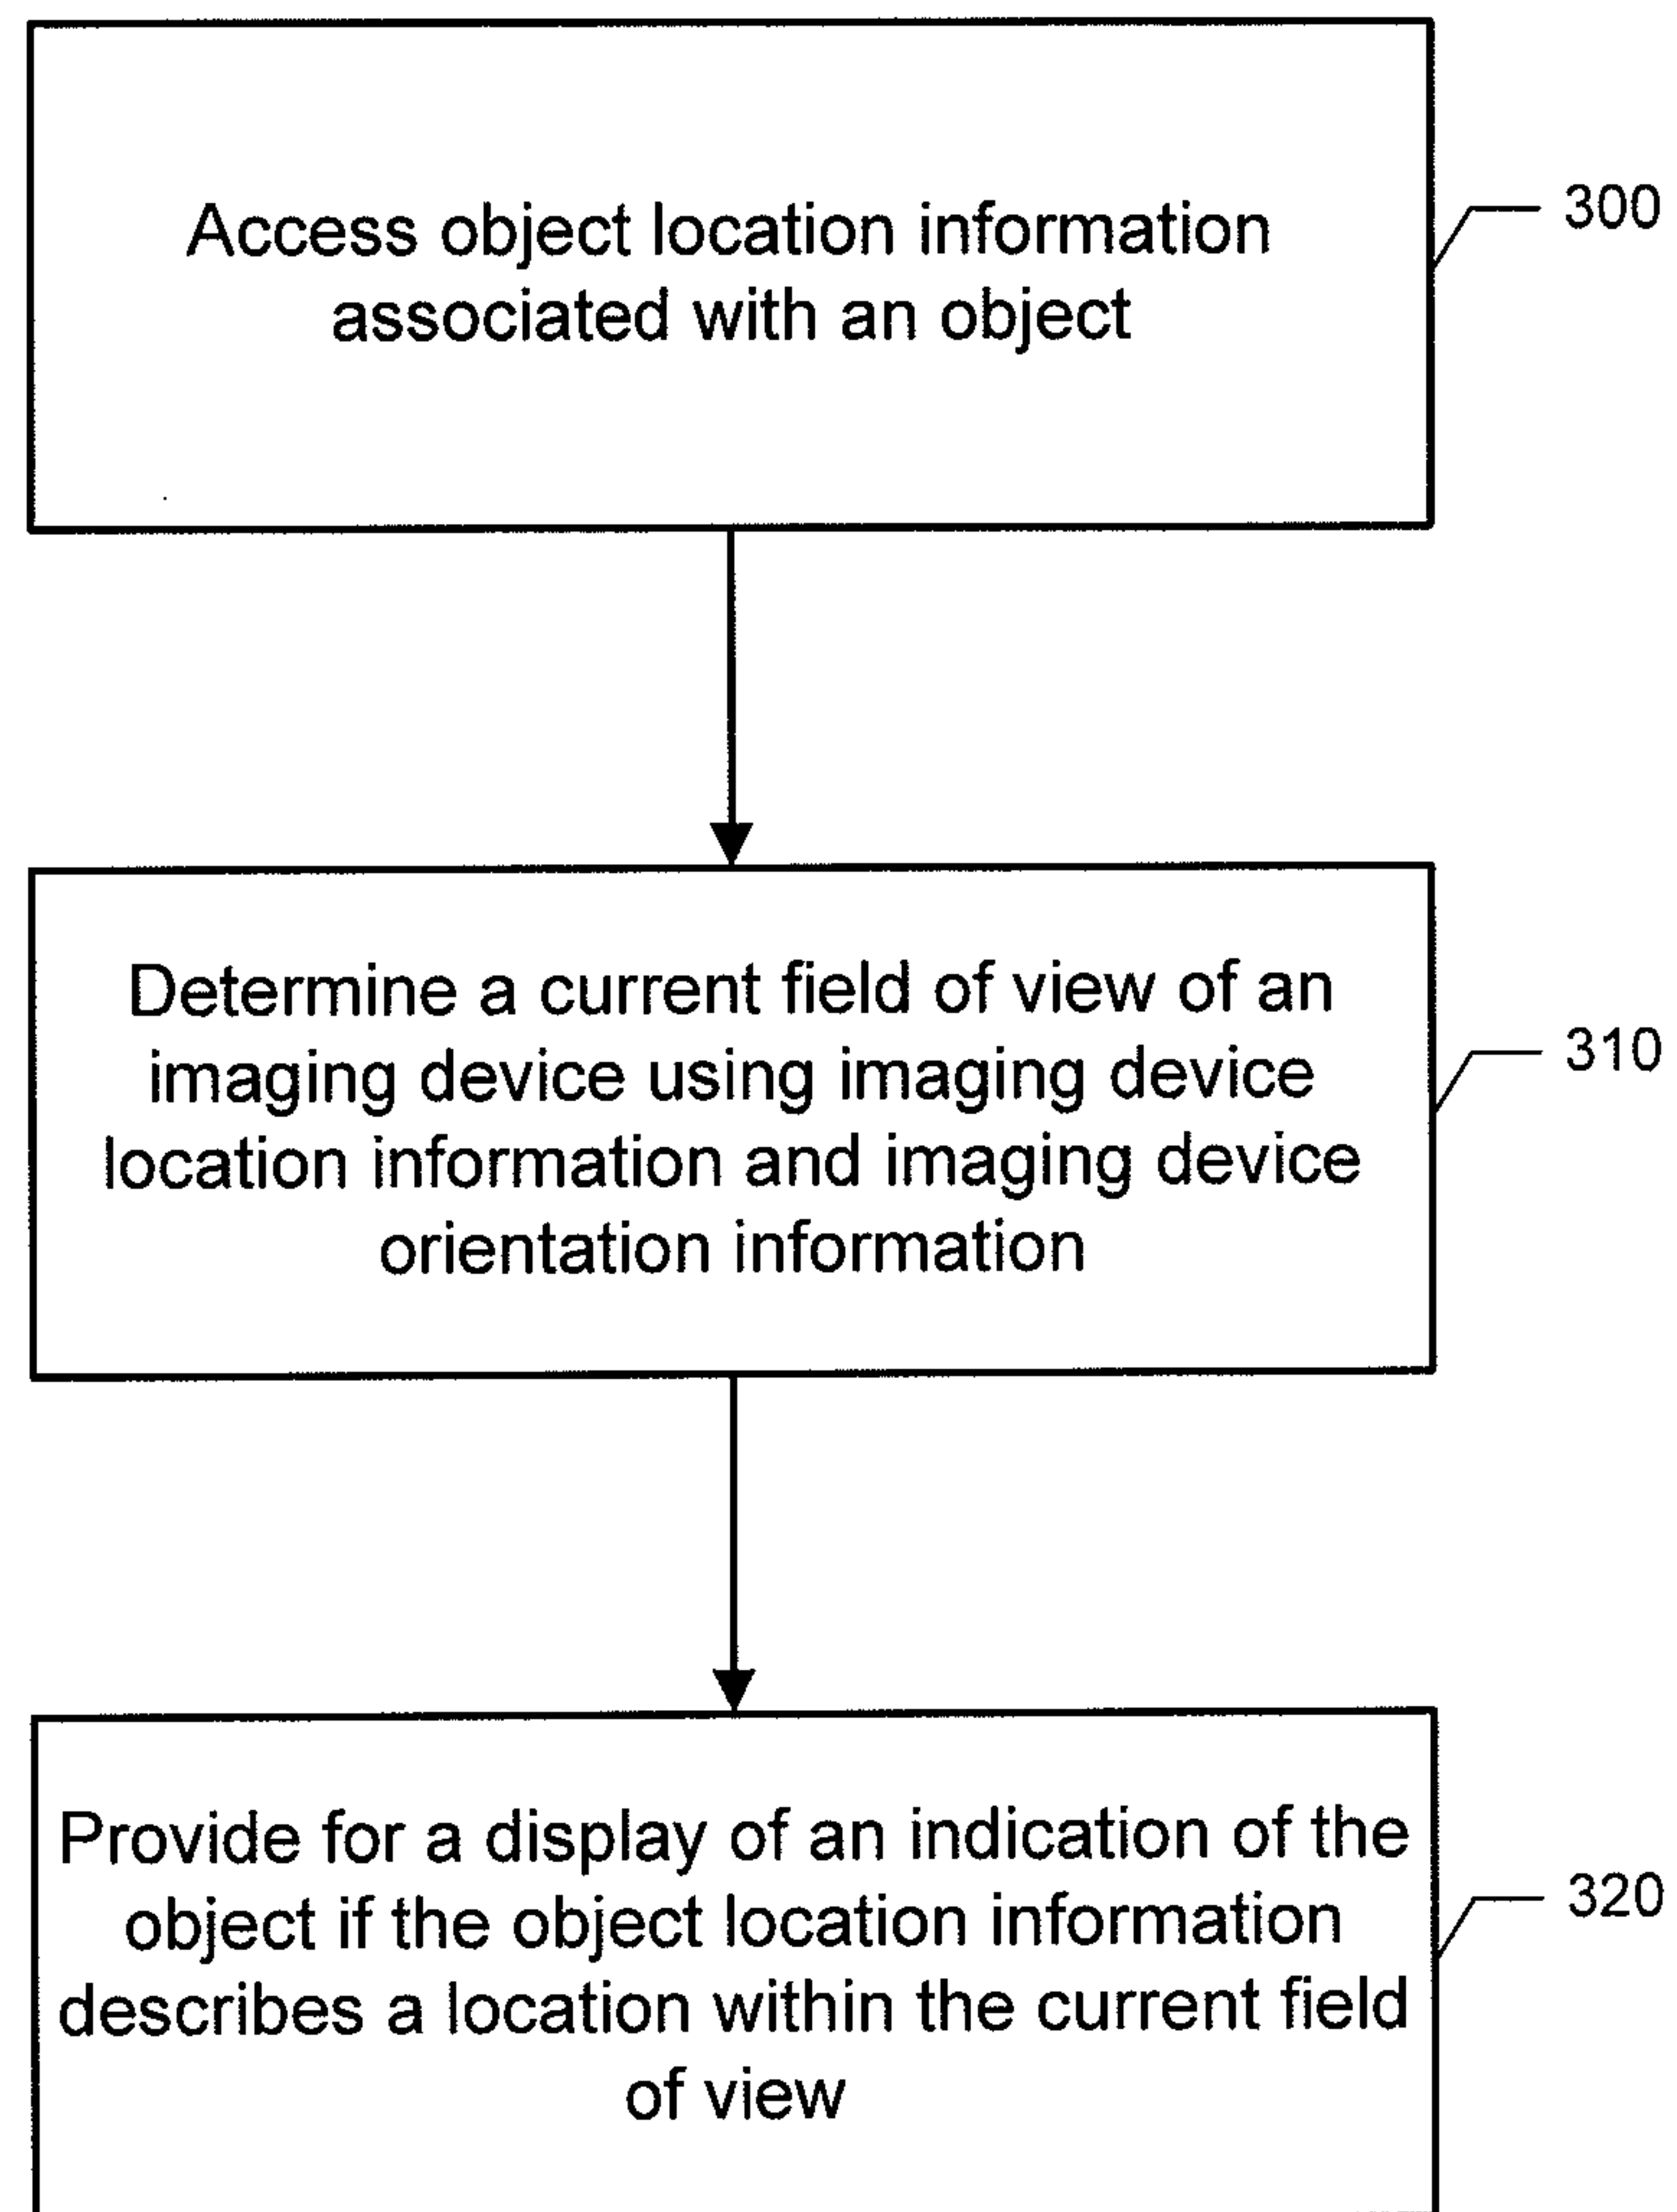 Access object location information
associated with an object
300
Determine a current field of view of an
imaging device using imaging device
location information and imaging device
orientation information
310
Provide for a display of an indication of the
object if the object location information
describes a location within the current field
of view
320